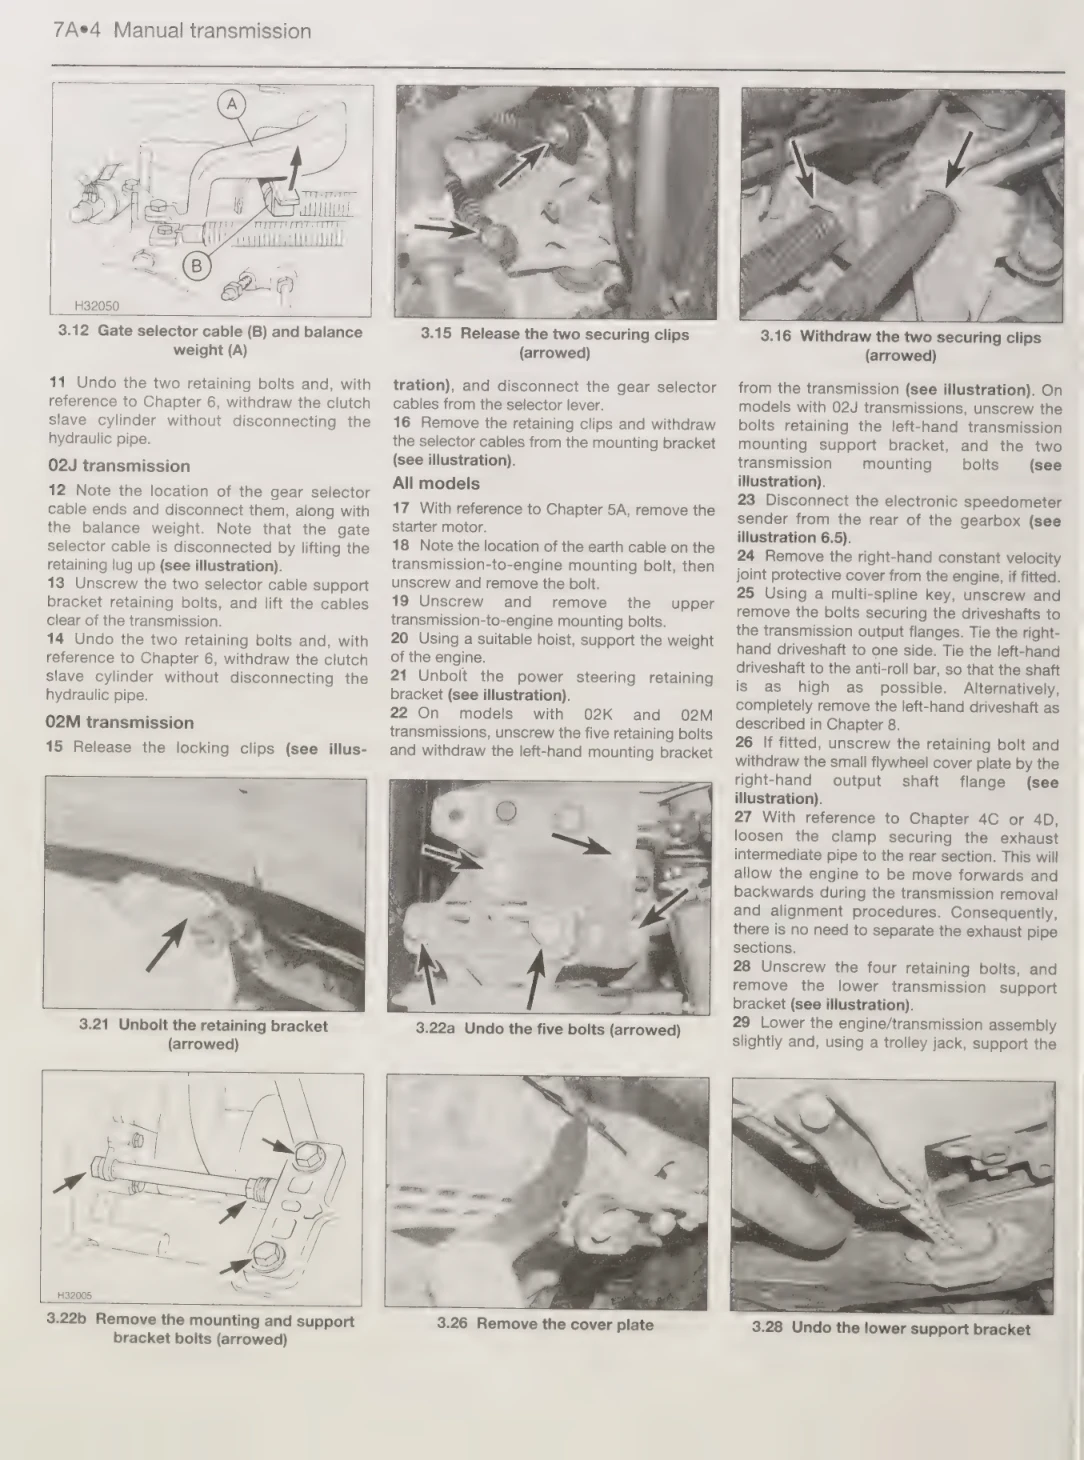 7A•4 Manual transmission
A
B
H32050
3.12 Gate selector cable (B) and balance
weight (A)
3.15 Release the two securing clips
(arrowed)
3.16 Withdraw the two securing clips
(arrowed)
11 Undo the two retaining bolts and, with
reference to Chapter 6, withdraw the clutch
slave cylinder without disconnecting the
hydraulic pipe.
02J transmission
12 Note the location of the gear selector
cable ends and disconnect them, along with
the balance weight. Note that the gate
selector cable is disconnected by lifting the
retaining lug up (see illustration).
13 Unscrew the two selector cable support
bracket retaining bolts, and lift the cables
clear of the transmission.
14 Undo the two retaining bolts and, with
reference to Chapter 6, withdraw the clutch
slave cylinder without disconnecting the
hydraulic pipe.
02M transmission
15 Release the locking clips (see illus-
tration), and disconnect the gear selector
cables from the selector lever.
16 Remove the retaining clips and withdraw
the selector cables from the mounting bracket
(see illustration).
All models
17 With reference to Chapter 5A, remove the
starter motor.
18 Note the location of the earth cable on the
transmission-to-engine mounting bolt, then
unscrew and remove the bolt.
19 Unscrew and remove the upper
transmission-to-engine mounting bolts.
20 Using a suitable hoist, support the weight
of the engine.
21 Unbolt the power steering retaining
bracket (see illustration).
22 On models with 02K and 02M
transmissions, unscrew the five retaining bolts
and withdraw the left-hand mounting bracket
from the transmission (see illustration). On
models with 02J transmissions, unscrew the
bolts retaining the left-hand transmission
mounting support bracket, and the two
transmission mounting bolts (see
illustration).
23 Disconnect the electronic speedometer
sender from the rear of the gearbox (see
illustration 6.5).
24 Remove the right-hand constant velocity
joint protective cover from the engine, if fitted.
25 Using a multi-spline key, unscrew and
remove the bolts securing the driveshafts to
the transmission output flanges. Tie the right-
hand driveshaft to one side. Tie the left-hand
driveshaft to the anti-roll bar, so that the shaft
is as high as possible. Alternatively,
completely remove the left-hand driveshaft as
described in Chapter 8.
26 If fitted, unscrew the retaining bolt and
withdraw the small flywheel cover plate by the
right-hand output shaft flange (see
illustration).
27 With reference to Chapter 4C or 4D,
loosen the clamp securing the exhaust
intermediate pipe to the rear section. This will
allow the engine to be move forwards and
backwards during the transmission removal
and alignment procedures. Consequently,
there is no need to separate the exhaust pipe
sections.
28 Unscrew the four retaining bolts, and
remove the lower transmission support
bracket (see illustration).
29 Lower the engine/transmission assembly
slightly and, using a trolley jack, support the
3.21 Unbolt the retaining bracket
(arrowed)
3.22a Undo the five bolts (arrowed)
H32005
3.22b Remove the mounting and support
bracket bolts (arrowed)
3.26 Remove the cover plate
3.28 Undo the lower support bracket